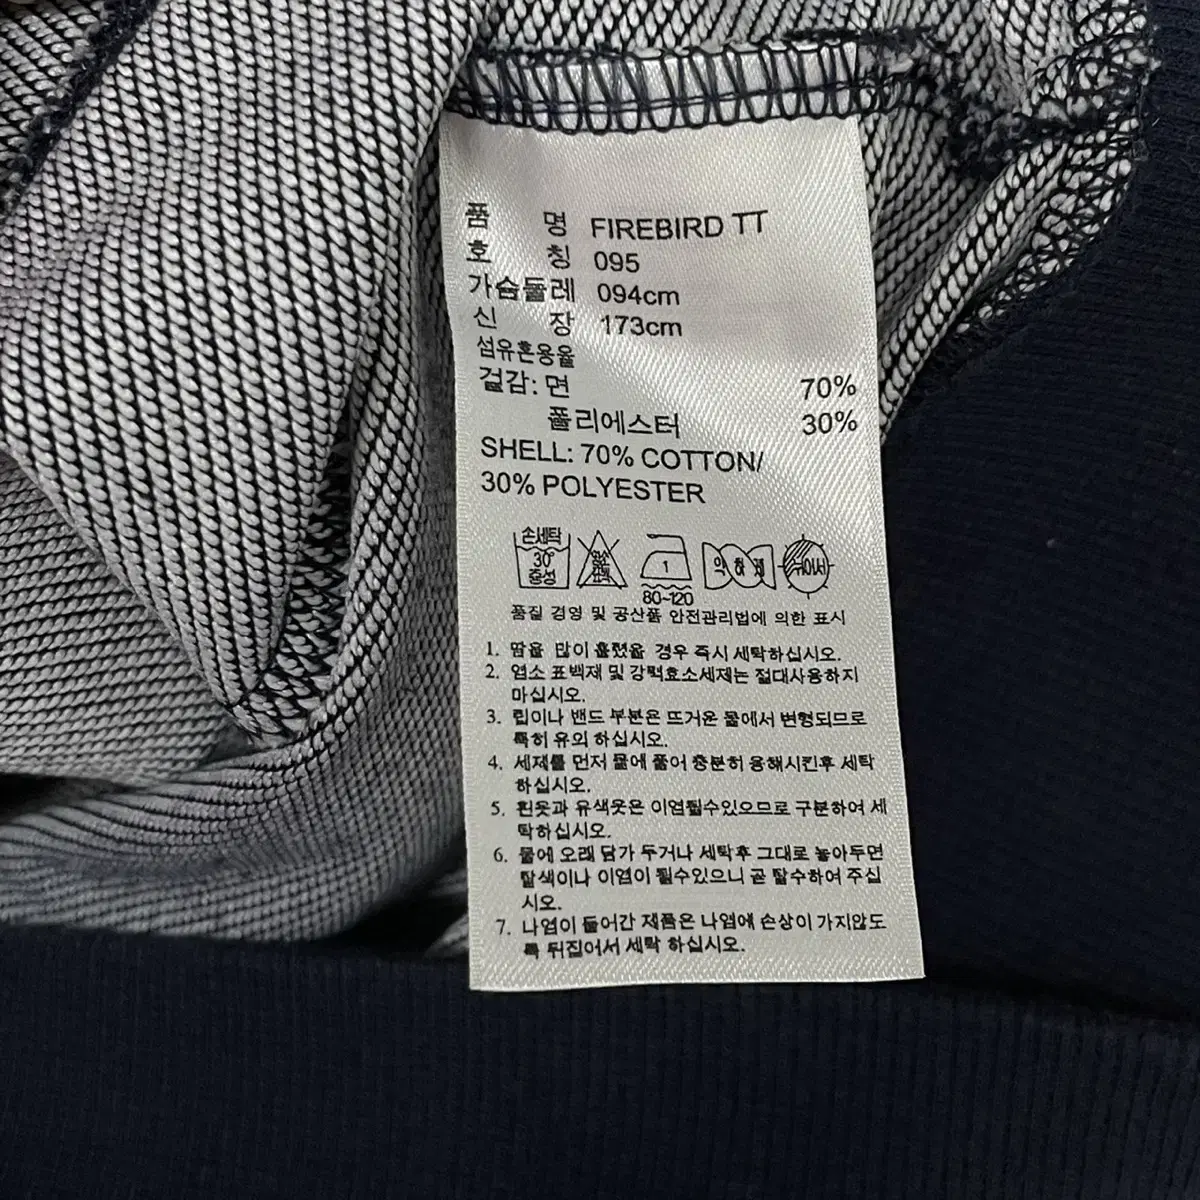 품 명 FIREBIRD TT
호 칭 095
가슴둘레 094cm
신 장 173cm
섬유혼용율
겉감: 면 70%
폴리에스터 30%
SHELL: 70% COTTON/
30% POLYESTER
손세탁
30°
중성
염소
표백
1
80~120
약 하 게
뉘어서
품질 경영 및 공산품 안전관리법에 의한 표시
1. 땀을 많이 흘렸을 경우 즉시 세탁하십시오.
2. 염소 표백재 및 강력효소세제는 절대사용하지
마십시오.
3. 립이나 밴드 부분은 뜨거운 물에서 변형되므로
특히 유의 하십시오.
4. 세제를 먼저 물에 풀어 충분히 용해시킨후 세탁
하십시오.
5. 흰옷과 유색옷은 이염될수있으므로 구분하여 세
탁하십시오.
6. 물에 오래 담가 두거나 세탁후 그대로 놓아두면
탈색이나 이염이 될수있으니 곧 탈수하여 주십
시오.
7. 나염이 들어간 제품은 나염에 손상이 가지않도
록 뒤집어서 세탁 하십시오.